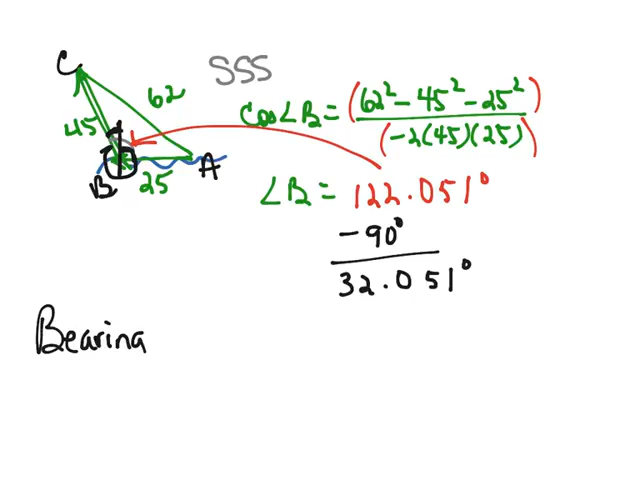 C
SSS
62
45
cos∠B = (62² - 45² - 25²)/(-2(45)(25))
B
25
A
∠B = 122.051°
-90°
32.051°
Bearing